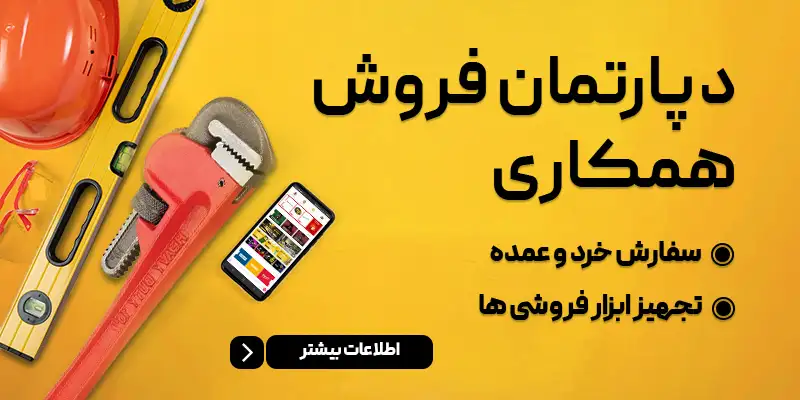 دپارتمان فروش
همکاری
سفارش خرد و عمده
تجهیز ابزار فروشی ها
اطلاعات بیشتر